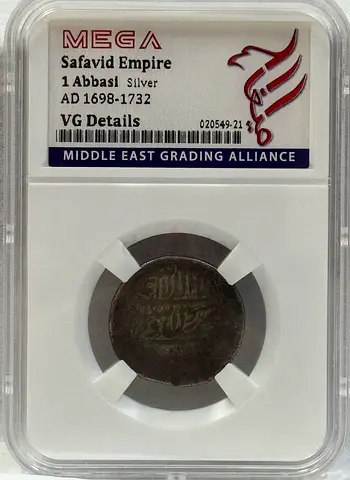 MEGA
Safavid Empire
1 Abbasi Silver
AD 1698-1732
VG Details
020549-21
MIDDLE EAST GRADING ALLIANCE